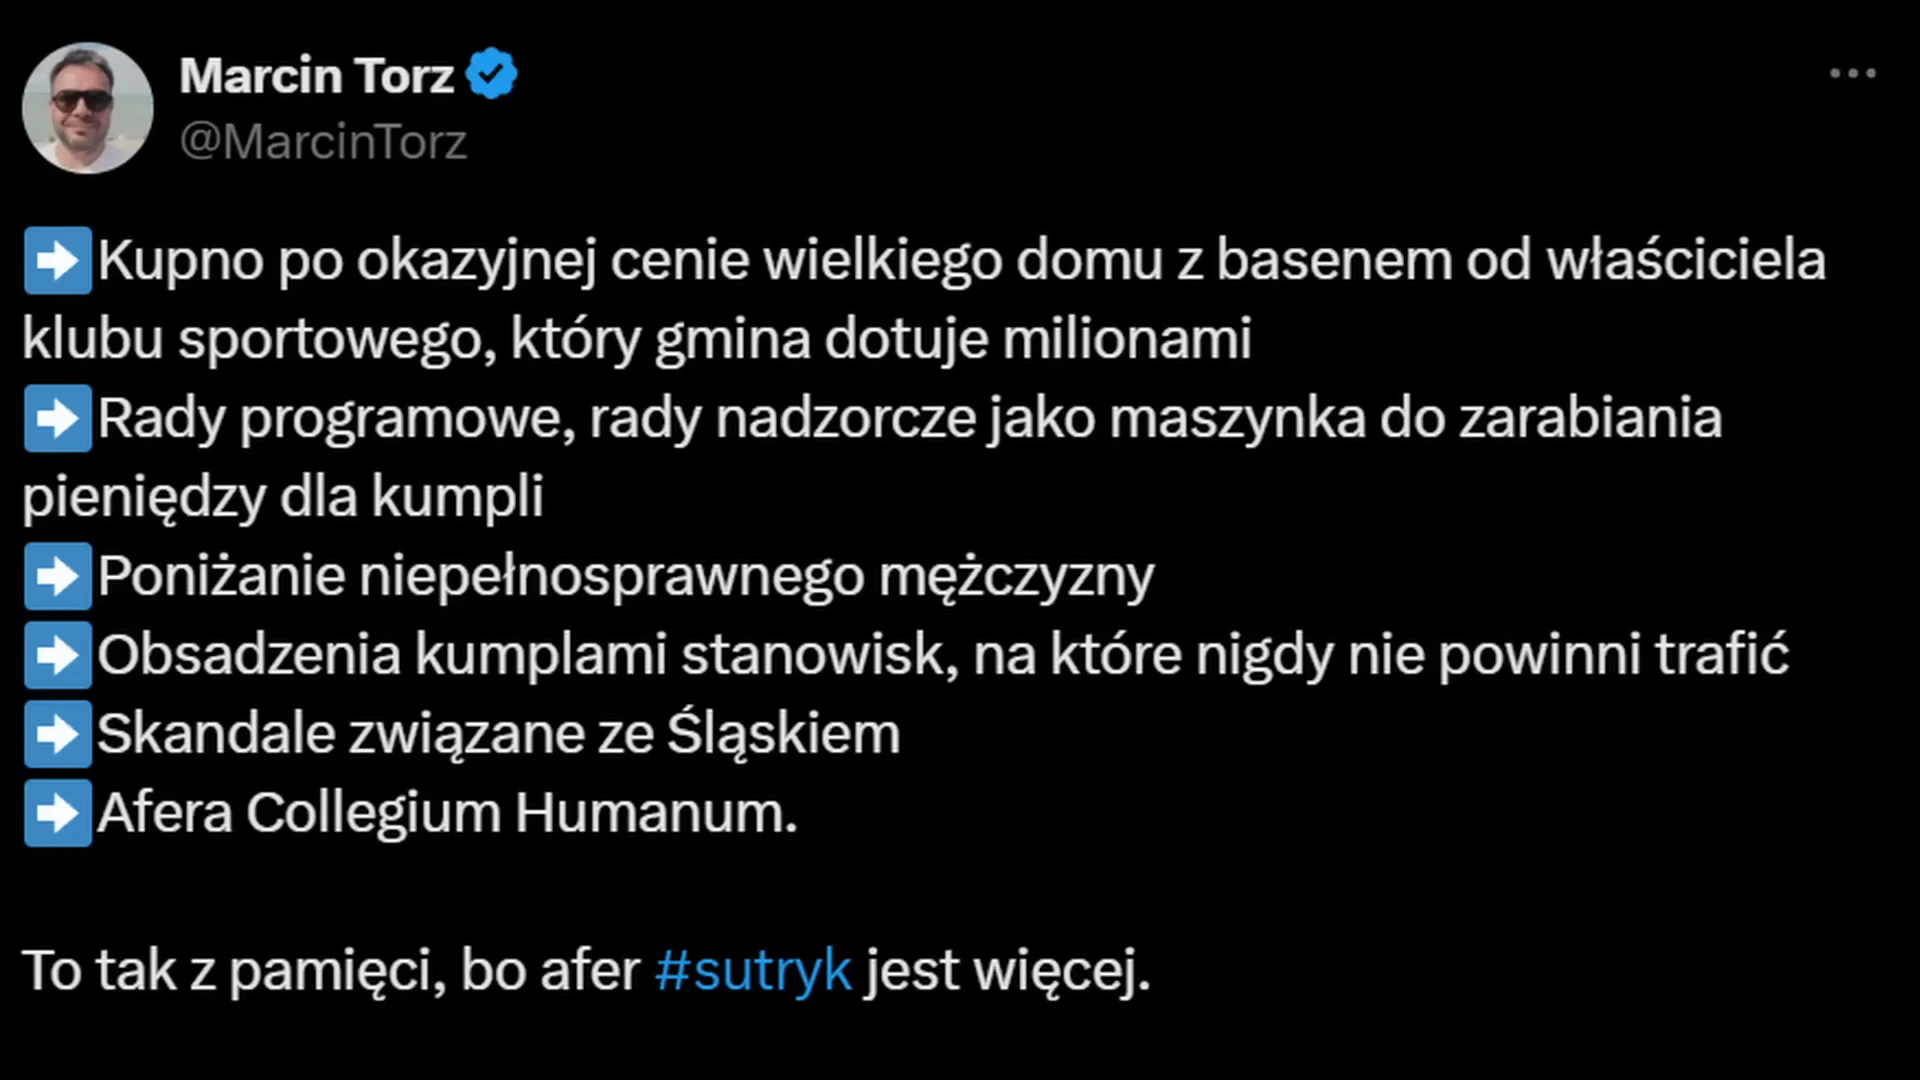 Marcin Torz
@MarcinTorz
➡Kupno po okazyjnej cenie wielkiego domu z basenem od właściciela
klubu sportowego, który gmina dotuje milionami
➡Rady programowe, rady nadzorcze jako maszynka do zarabiania
pieniędzy dla kumpli
➡Poniżanie niepełnosprawnego mężczyzny
➡Obsadzenia kumplami stanowisk, na które nigdy nie powinni trafić
➡Skandale związane ze Śląskiem
➡Afera Collegium Humanum.
To tak z pamięci, bo afer #sutryk jest więcej.